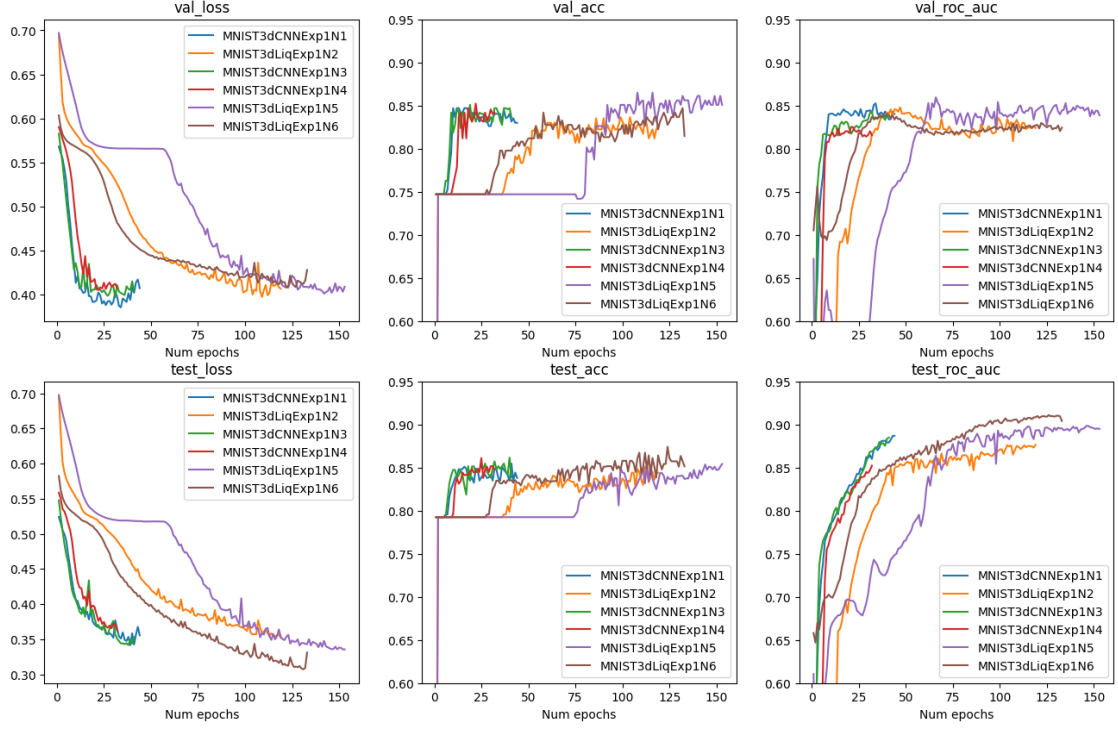 val_loss
0.70
0.65
0.60
0.55
0.50
0.45
0.40
0
25
50
75
100
125
150
Num epochs
MNIST3dCNNExp1N1
MNIST3dLiqExp1N2
MNIST3dCNNExp1N3
MNIST3dCNNExp1N4
MNIST3dLiqExp1N5
MNIST3dLiqExp1N6
val_acc
0.95
0.90
0.85
0.80
0.75
0.70
0.65
0.60
0
25
50
75
100
125
150
Num epochs
MNIST3dCNNExp1N1
MNIST3dLiqExp1N2
MNIST3dCNNExp1N3
MNIST3dCNNExp1N4
MNIST3dLiqExp1N5
MNIST3dLiqExp1N6
val_roc_auc
0.95
0.90
0.85
0.80
0.75
0.70
0.65
0.60
0
25
50
75
100
125
150
Num epochs
MNIST3dCNNExp1N1
MNIST3dLiqExp1N2
MNIST3dCNNExp1N3
MNIST3dCNNExp1N4
MNIST3dLiqExp1N5
MNIST3dLiqExp1N6
test_loss
0.70
0.65
0.60
0.55
0.50
0.45
0.40
0.35
0.30
0
25
50
75
100
125
150
Num epochs
MNIST3dCNNExp1N1
MNIST3dLiqExp1N2
MNIST3dCNNExp1N3
MNIST3dCNNExp1N4
MNIST3dLiqExp1N5
MNIST3dLiqExp1N6
test_acc
0.95
0.90
0.85
0.80
0.75
0.70
0.65
0.60
0
25
50
75
100
125
150
Num epochs
MNIST3dCNNExp1N1
MNIST3dLiqExp1N2
MNIST3dCNNExp1N3
MNIST3dCNNExp1N4
MNIST3dLiqExp1N5
MNIST3dLiqExp1N6
test_roc_auc
0.95
0.90
0.85
0.80
0.75
0.70
0.65
0.60
0
25
50
75
100
125
150
Num epochs
MNIST3dCNNExp1N1
MNIST3dLiqExp1N2
MNIST3dCNNExp1N3
MNIST3dCNNExp1N4
MNIST3dLiqExp1N5
MNIST3dLiqExp1N6